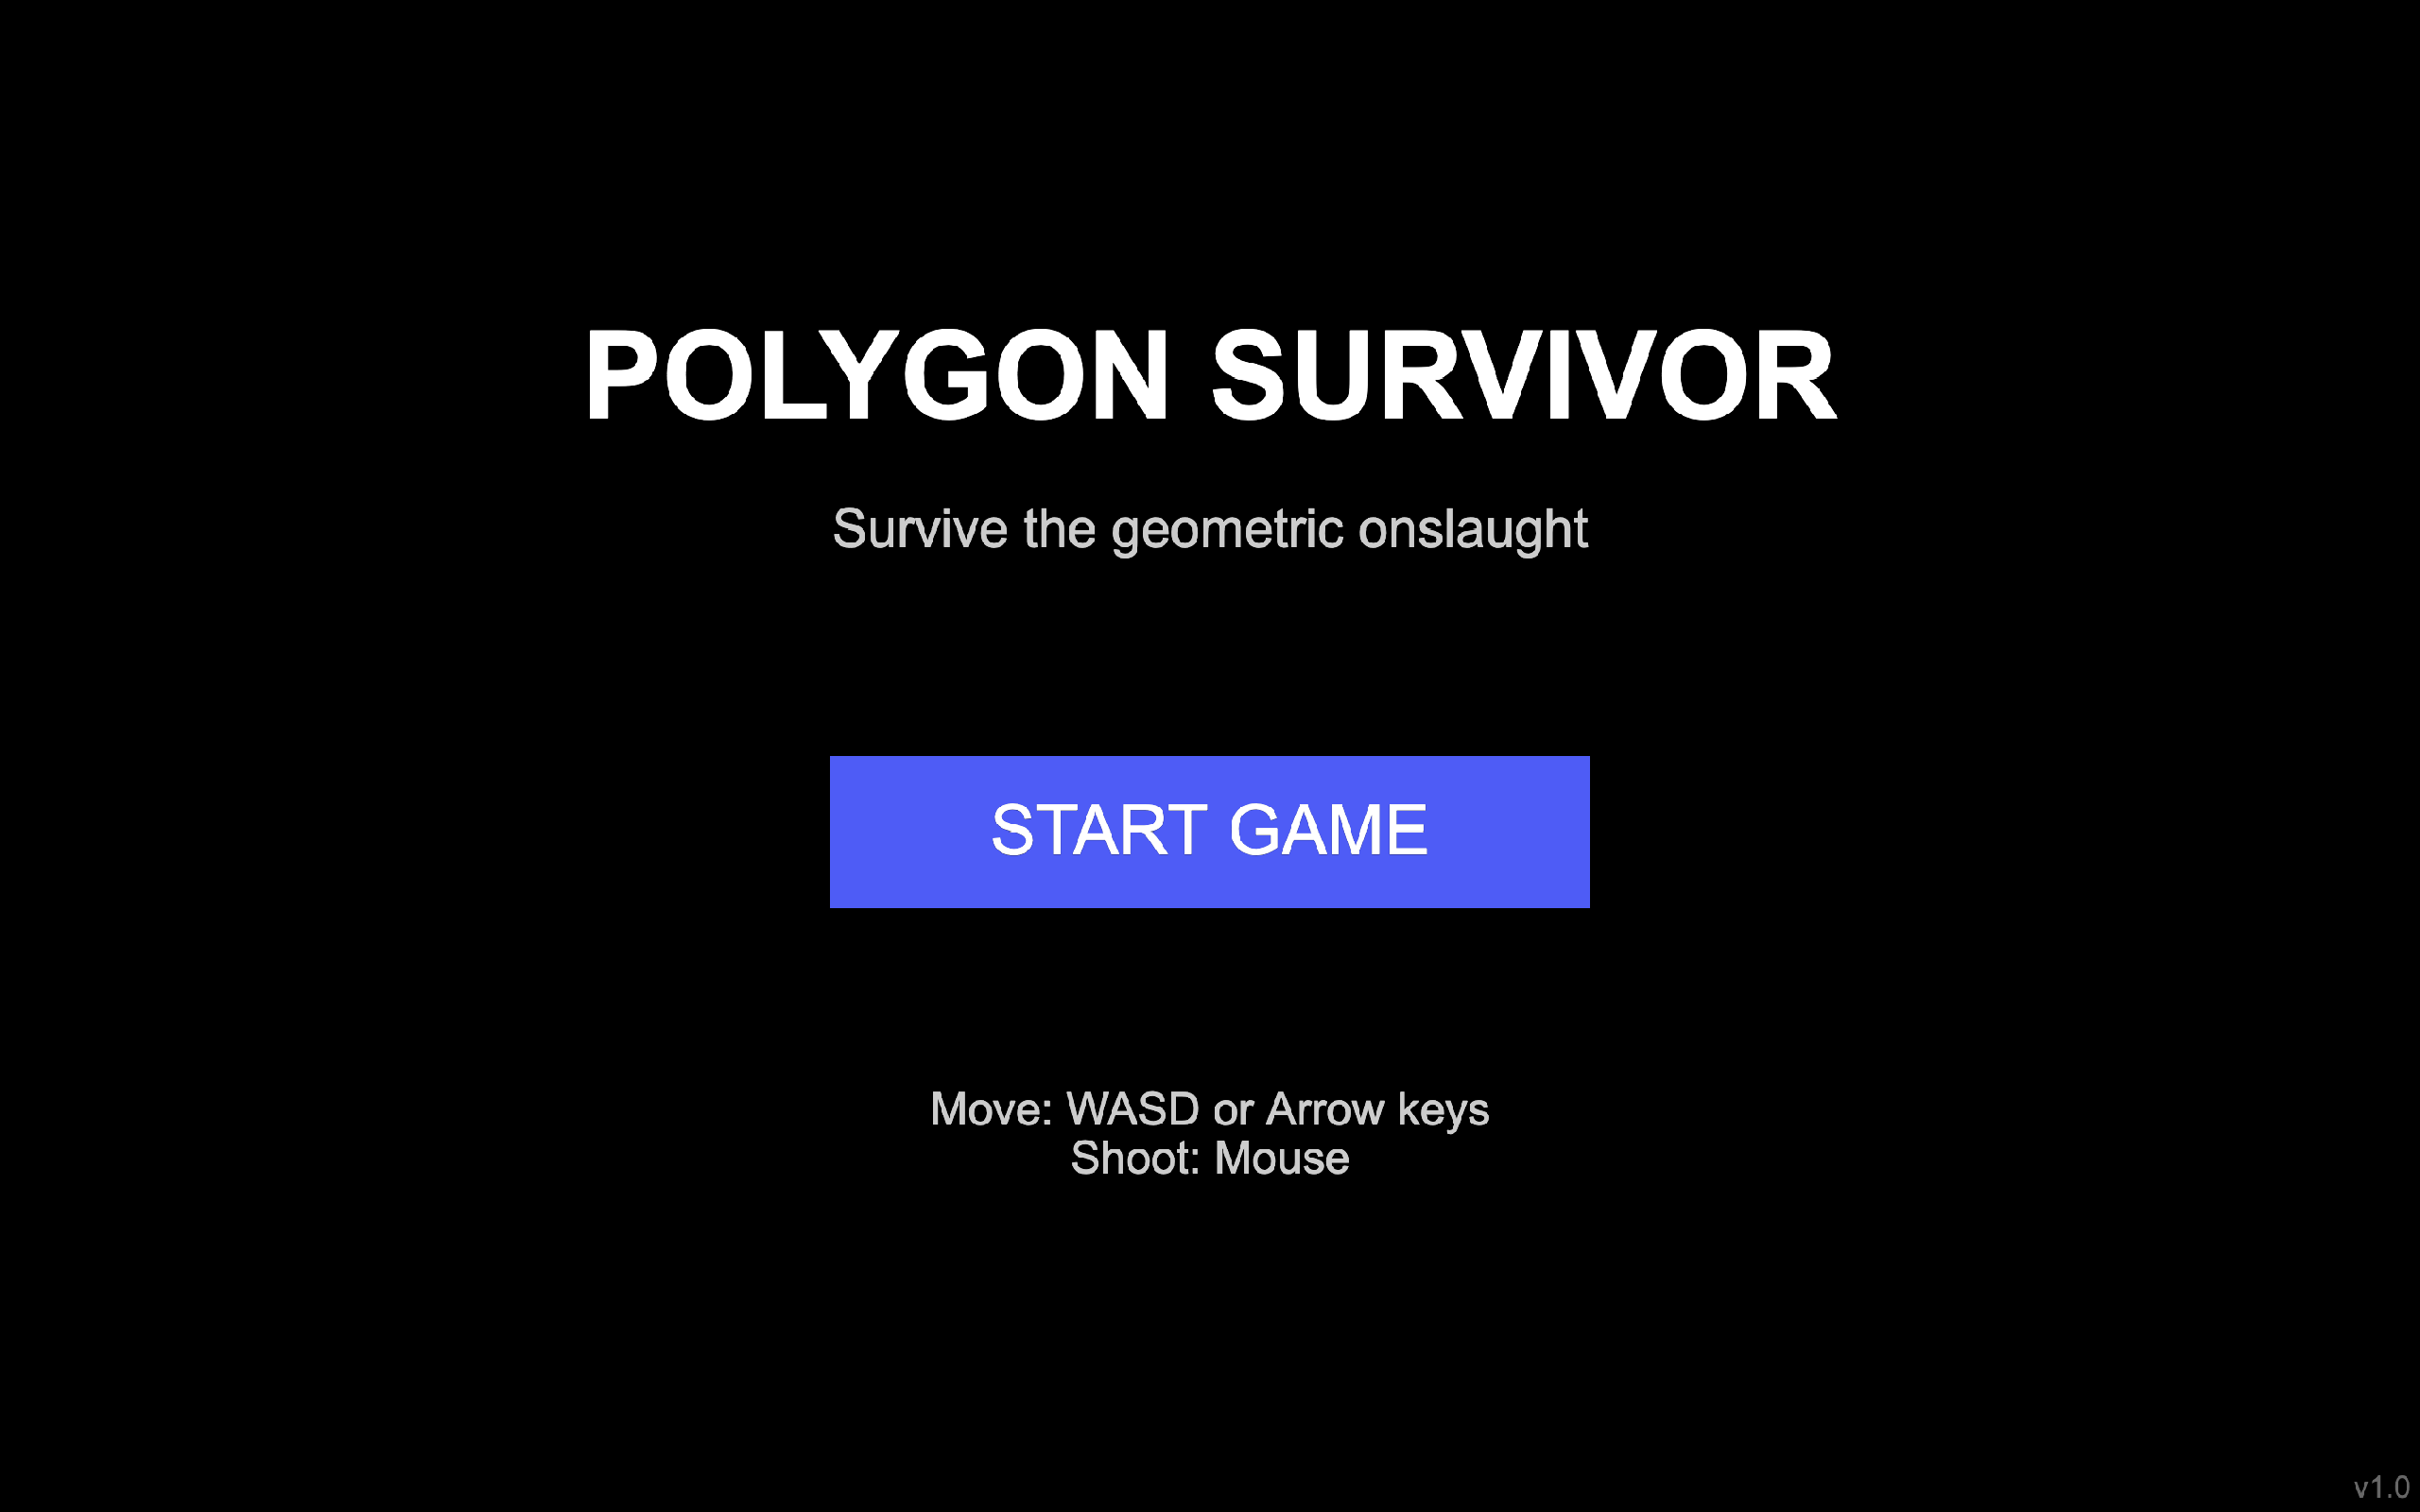 POLYGON SURVIVOR
Survive the geometric onslaught
START GAME
Move: WASD or Arrow keys
Shoot: Mouse
v1.0